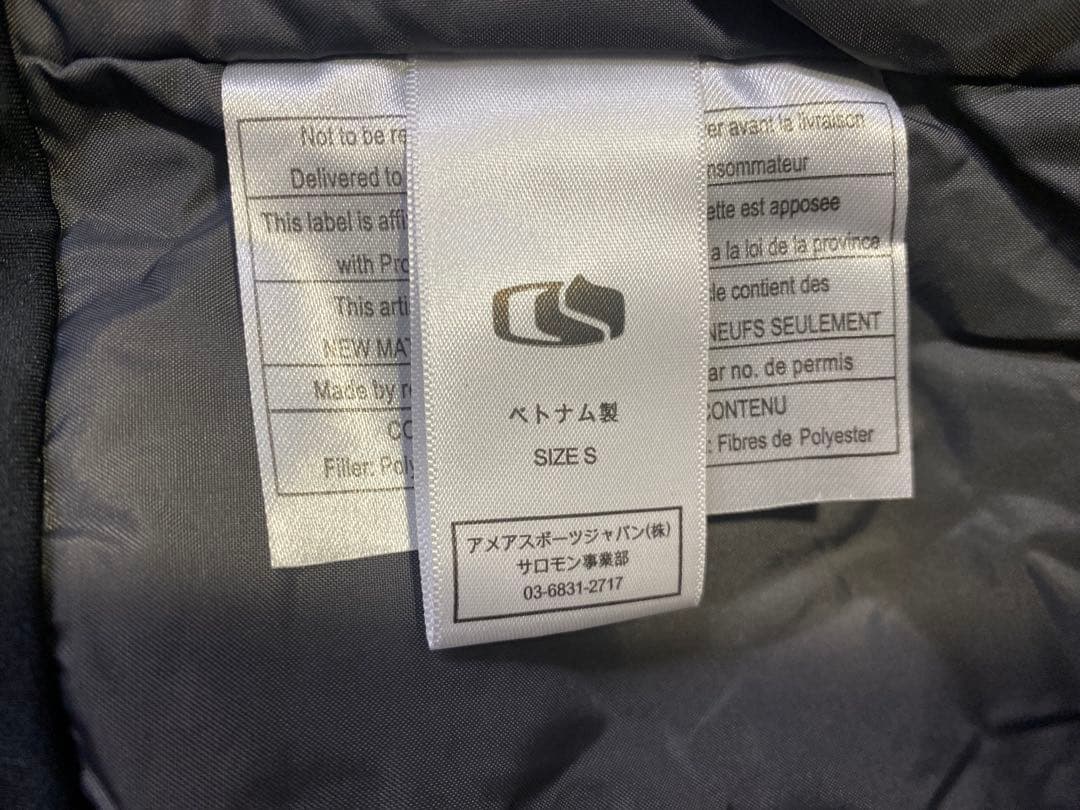 Not to be re
Delivered to
This label is affi
with Pro
This arti
NEW MAT
Made by r
CO
Filler: Poly
ベトナム製
SIZE S
アメアスポーツジャパン(株)
サロモン事業部
03-6831-2717
er avant la livraison
nsommateur
ette est apposee
a la loi de la province
le contient des
NEUFS SEULEMENT
ar no. de permis
CONTENU
: Fibres de Polyester